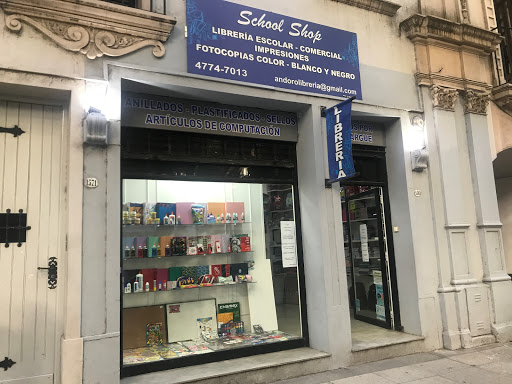 School Shop
LIBRERÍA ESCOLAR - COMERCIAL
IMPRESIONES
FOTOCOPIAS COLOR - BLANCO Y NEGRO
4774-7013
andorolibreria@gmail.com
ANILLADOS - PLASTIFICADOS - SELLOS
ARTÍCULOS DE COMPUTACIÓN
LIBRERIA